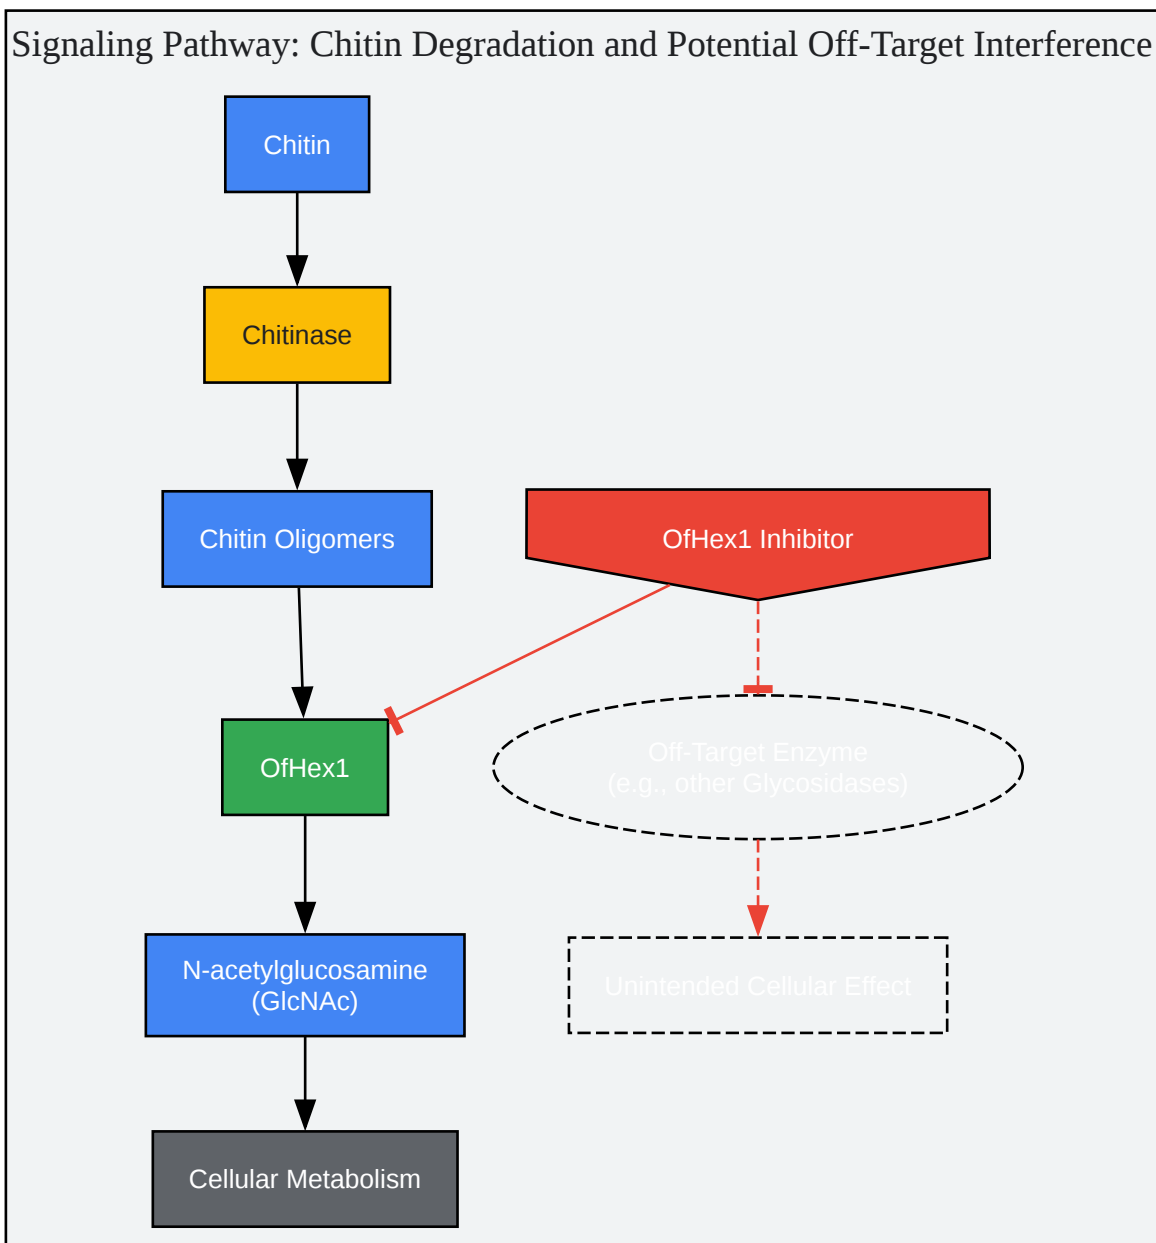 Signaling Pathway: Chitin Degradation and Potential Off-Target Interference
Chitin
Chitinase
Chitin Oligomers
OfHex1 Inhibitor
OfHex1
Off-Target Enzyme
(e.g., other Glycosidases)
N-acetylglucosamine
(GlcNAc)
Unintended Cellular Effect
Cellular Metabolism